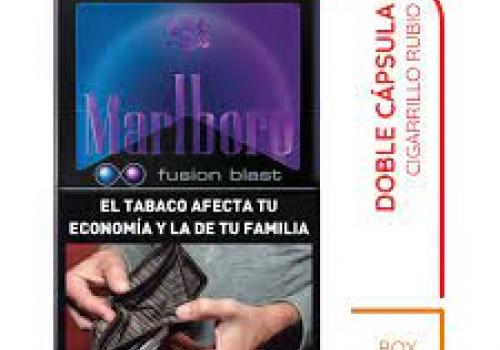 Marlboro
fusion blast
EL TABACO AFECTA TU
ECONOMÍA Y LA DE TU FAMILIA
DOBLE CÁPSULA
CIGARRILLO RUBIO
BOX